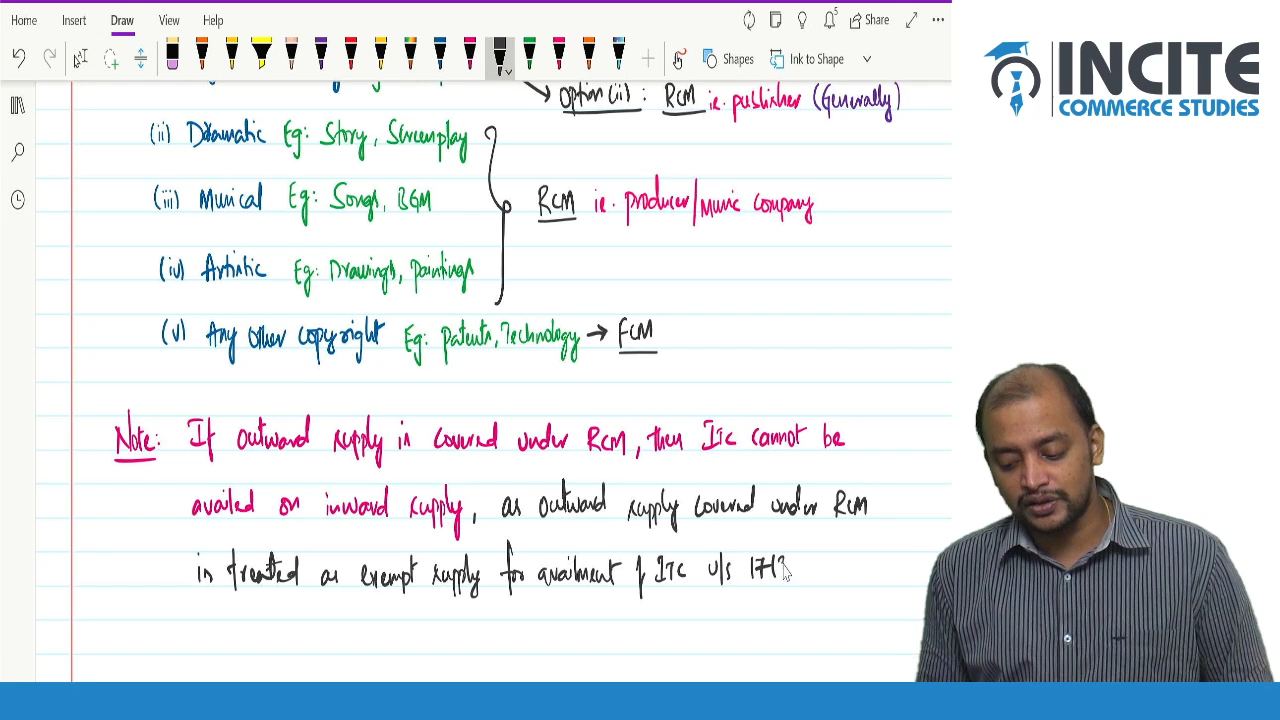 Home Insert Draw View Help 5 Share
Shapes Ink to Shape
INCITE
COMMERCE STUDIES
Option (ii) : RCM ie. publisher (Generally)
(ii) Dramatic Eg: Story, Screenplay
(iii) Musical Eg: Songs, BGM
RCM ie. producer/Music company
(iv) Artistic Eg: Drawings, paintings
(v) Any other copyright Eg: patents, Technology → FCM
Note: If outward supply is covered under RCM, then ITC cannot be
availed on inward supply, as outward supply covered under RCM
is treated as exempt supply for availment of ITC u/s 17(